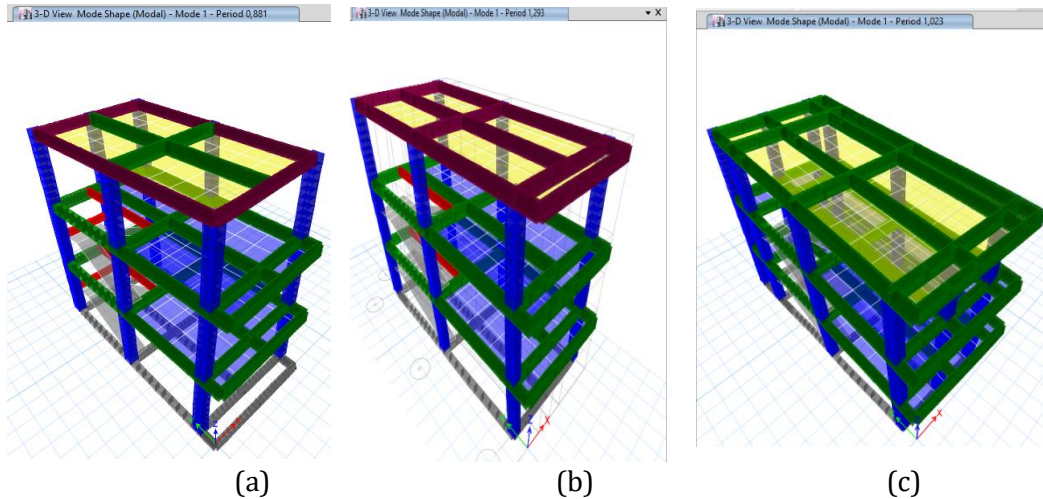 3-D View Mode Shape (Modal) - Mode 1 - Period 0,881
3-D View Mode Shape (Modal) - Mode 1 - Period 1,293
3-D View Mode Shape (Modal) - Mode 1 - Period 1,023
X
Z
X
X
(a)
(b)
(c)